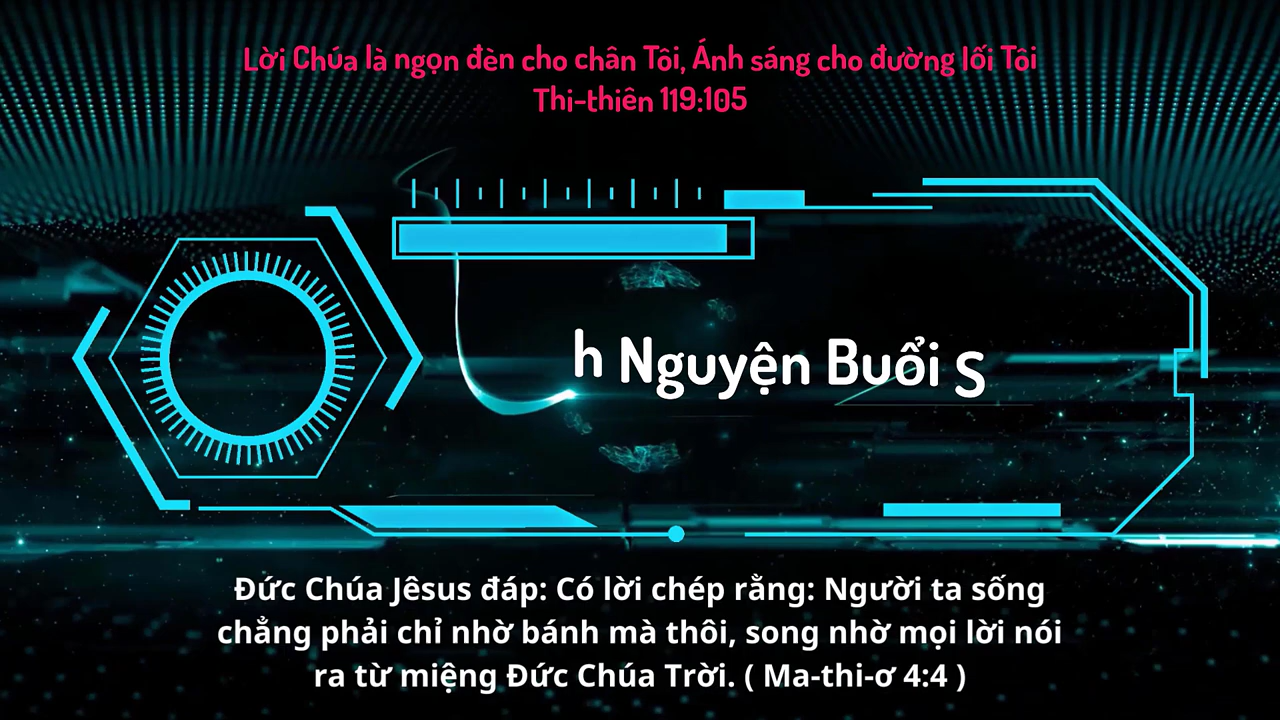 Lời Chúa là ngọn đèn cho chân Tôi, Ánh sáng cho đường lối Tôi
Thi-thiên 119:105
h Nguyện Buổi S
Đức Chúa Jêsus đáp: Có lời chép rằng: Người ta sống
chẳng phải chỉ nhờ bánh mà thôi, song nhờ mọi lời nói
ra từ miệng Đức Chúa Trời. ( Ma-thi-ơ 4:4 )